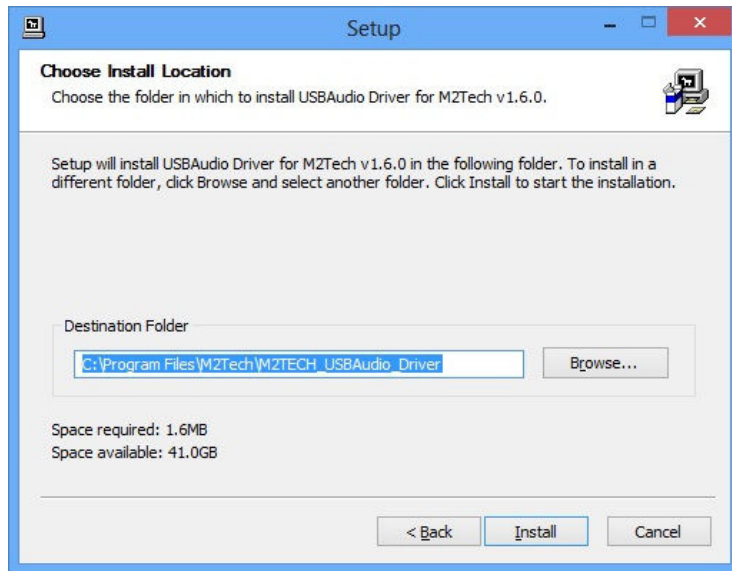 Setup
Choose Install Location
Choose the folder in which to install USBAudio Driver for M2Tech v1.6.0.
Setup will install USBAudio Driver for M2Tech v1.6.0 in the following folder. To install in a
different folder, click Browse and select another folder. Click Install to start the installation.
Destination Folder
C:\Program Files\M2Tech\M2TECH_USBAudio_Driver
Browse...
Space required: 1.6MB
Space available: 41.0GB
< Back
Install
Cancel